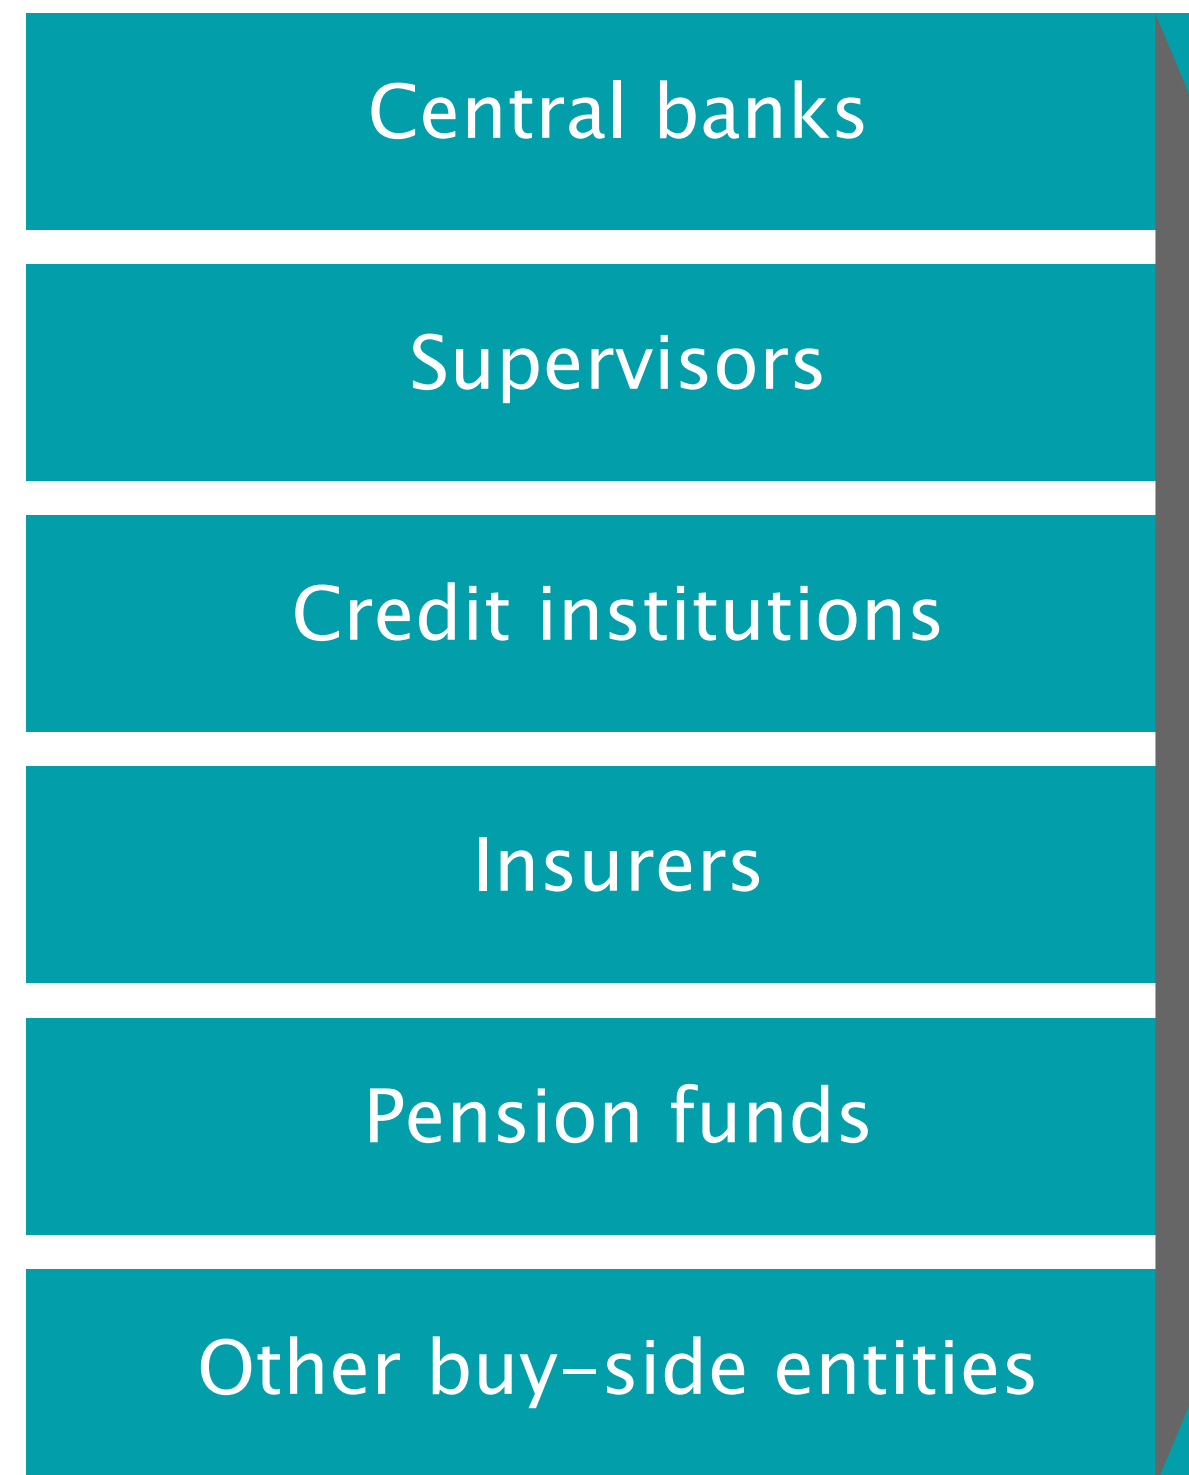 Central banks
Supervisors
Credit institutions
Insurers
Pension funds
Other buy-side entities